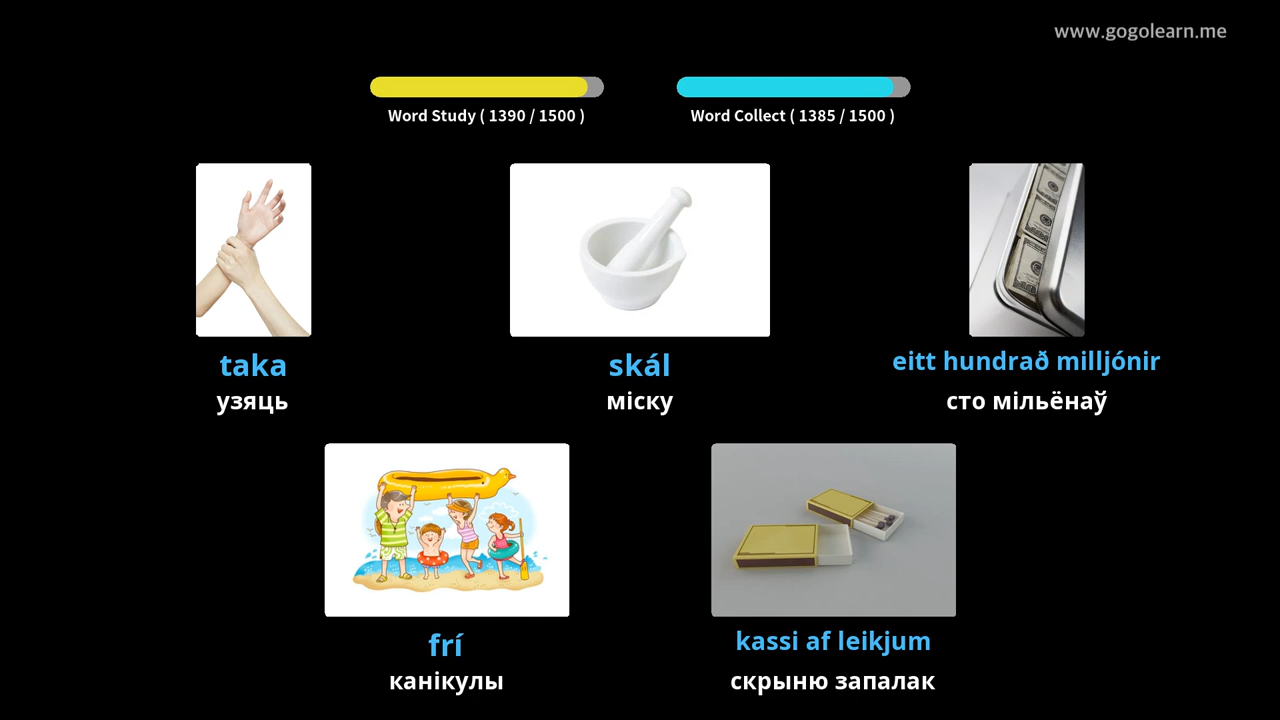 www.gogolearn.me
Word Study ( 1390 / 1500 )
Word Collect ( 1385 / 1500 )
taka
узяць
skál
міску
eitt hundrað milljónir
сто мільёнаў
frí
канікулы
kassi af leikjum
скрыню запалак